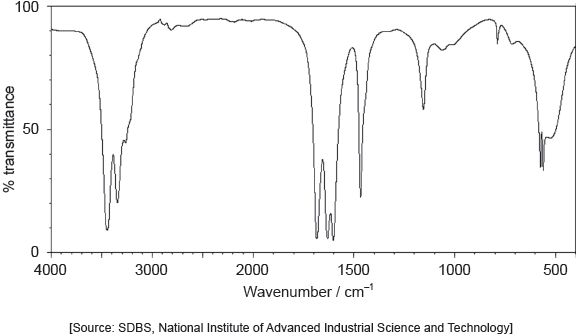 100
% transmittance
50
0
4000 3000 2000 1500 1000 500
Wavenumber / cm⁻¹
[Source: SDBS, National Institute of Advanced Industrial Science and Technology]